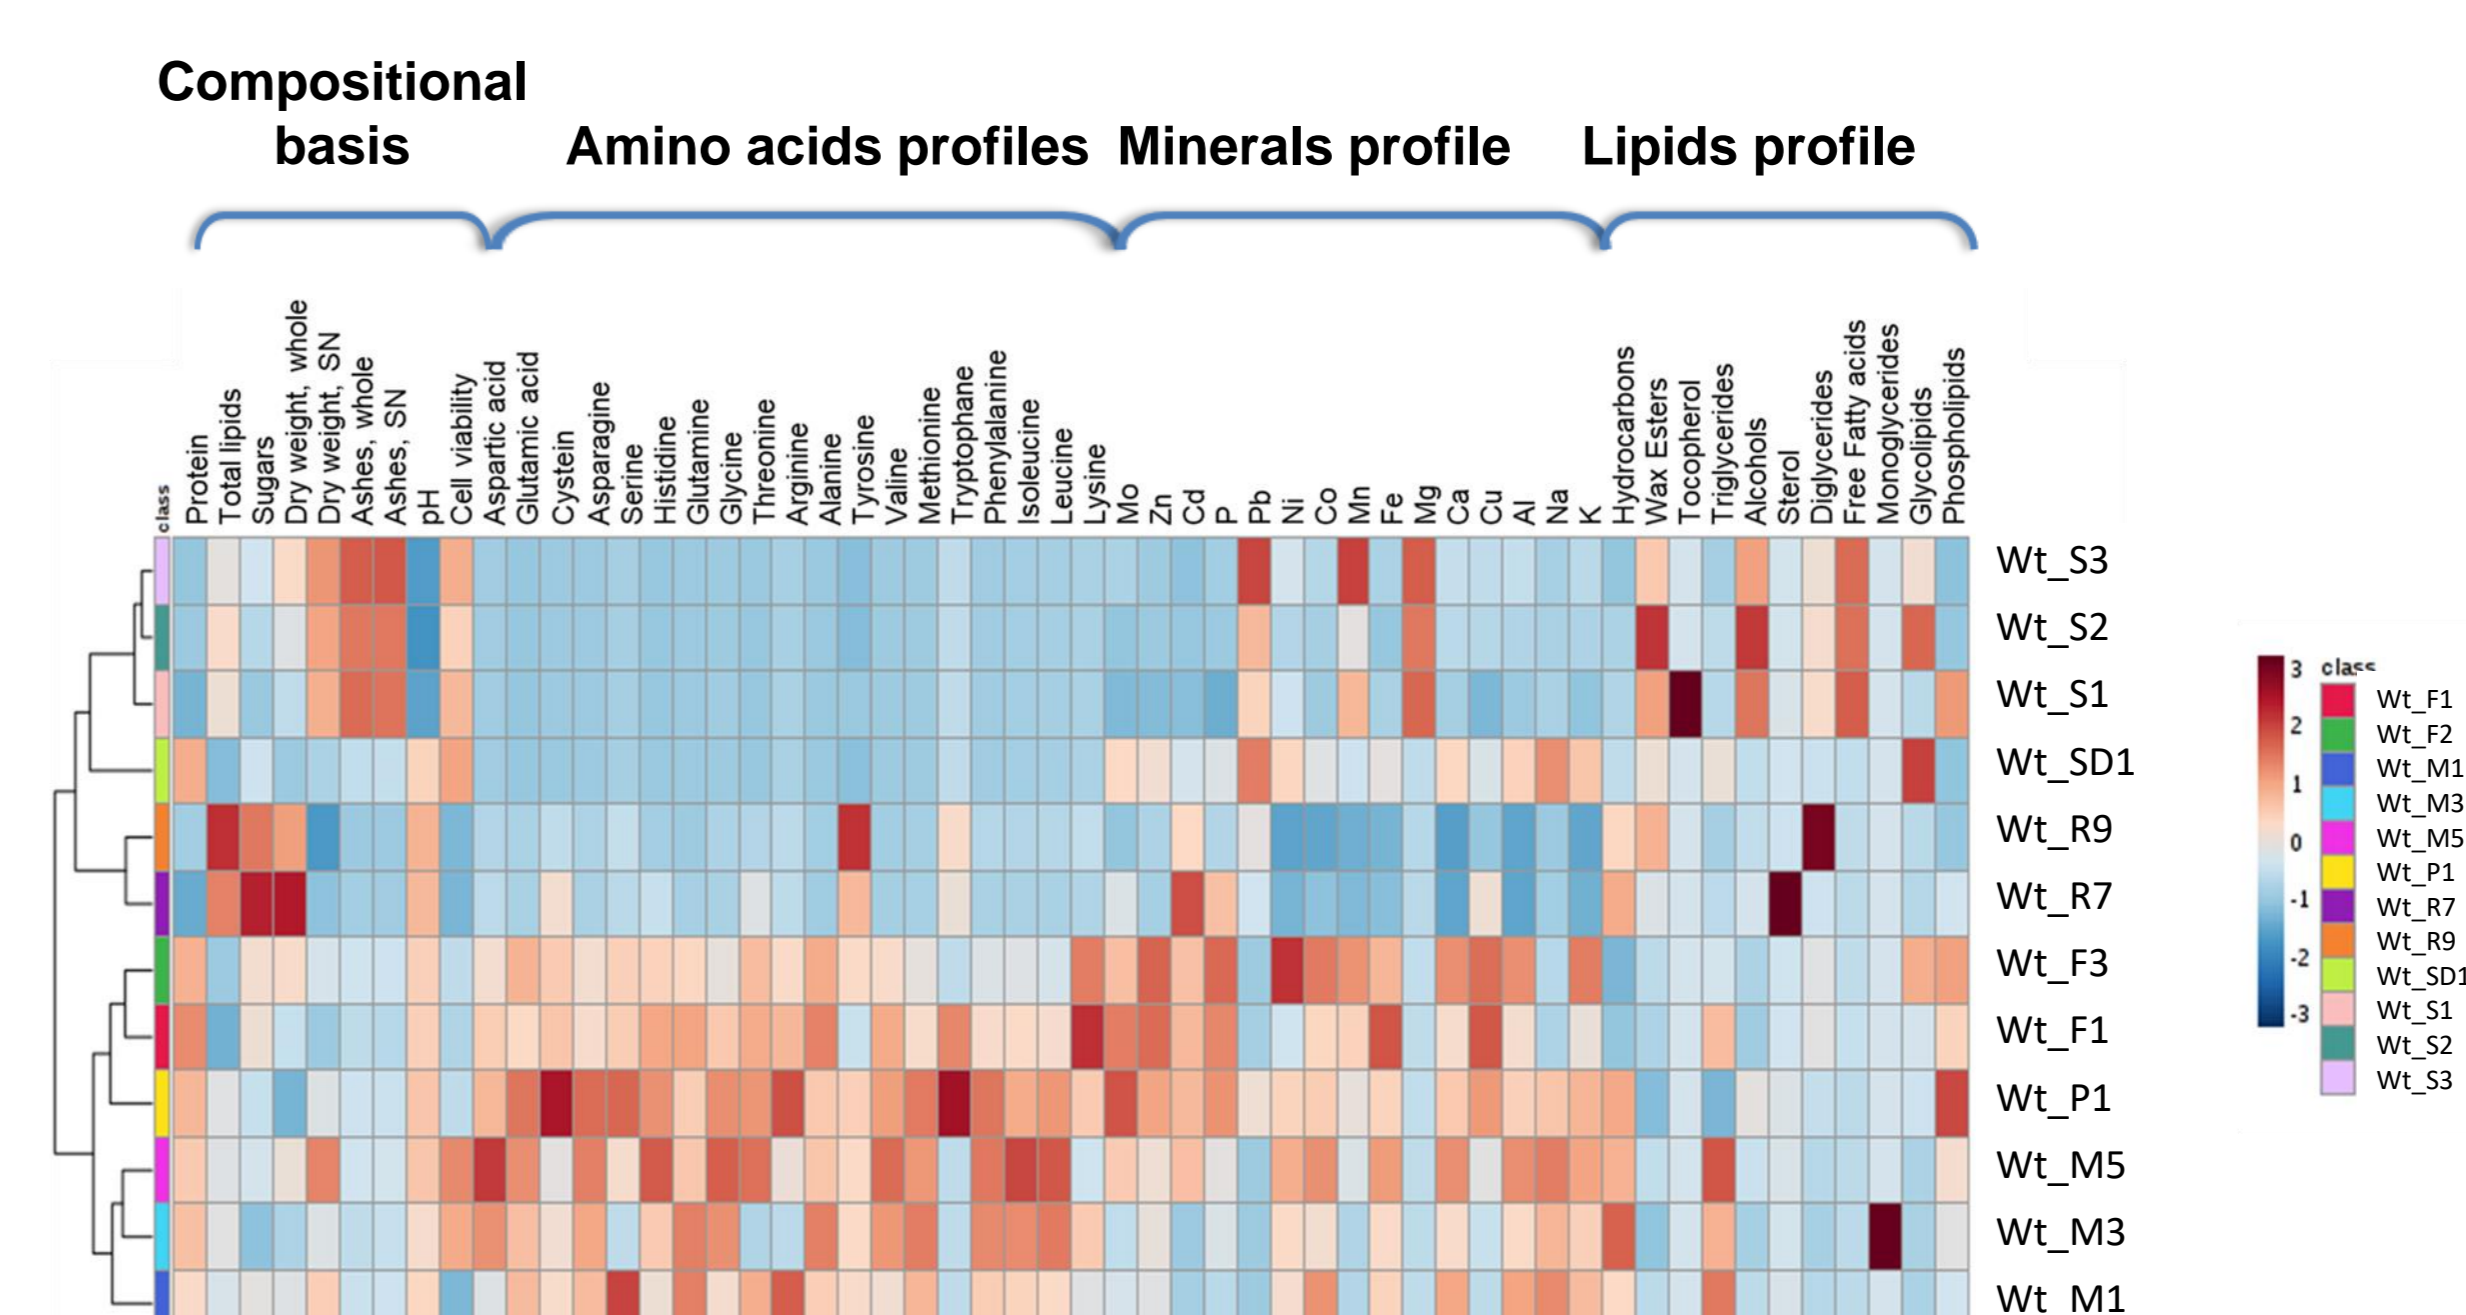 Compositional
basis
Amino acids profiles
Minerals profile
Lipids profile
class
Protein
Total lipids
Sugars
Dry weight, whole
Dry weight, SN
Ashes, whole
Ashes, SN
pH
Cell viability
Aspartic acid
Glutamic acid
Cystein
Asparagine
Serine
Histidine
Glutamine
Glycine
Threonine
Arginine
Alanine
Tyrosine
Valine
Methionine
Tryptophane
Phenylalanine
Isoleucine
Leucine
Lysine
Mo
Zn
Cd
P
Pb
Ni
Co
Mn
Fe
Mg
Ca
Cu
Al
Na
K
Hydrocarbons
Wax Esters
Tocopherol
Triglycerides
Alcohols
Sterol
Diglycerides
Free Fatty acids
Monoglycerides
Glycolipids
Phospholipids
Wt_S3
Wt_S2
Wt_S1
Wt_SD1
Wt_R9
Wt_R7
Wt_F3
Wt_F1
Wt_P1
Wt_M5
Wt_M3
Wt_M1
3
2
1
0
-1
-2
-3
class
Wt_F1
Wt_F2
Wt_M1
Wt_M3
Wt_M5
Wt_P1
Wt_R7
Wt_R9
Wt_SD1
Wt_S1
Wt_S2
Wt_S3